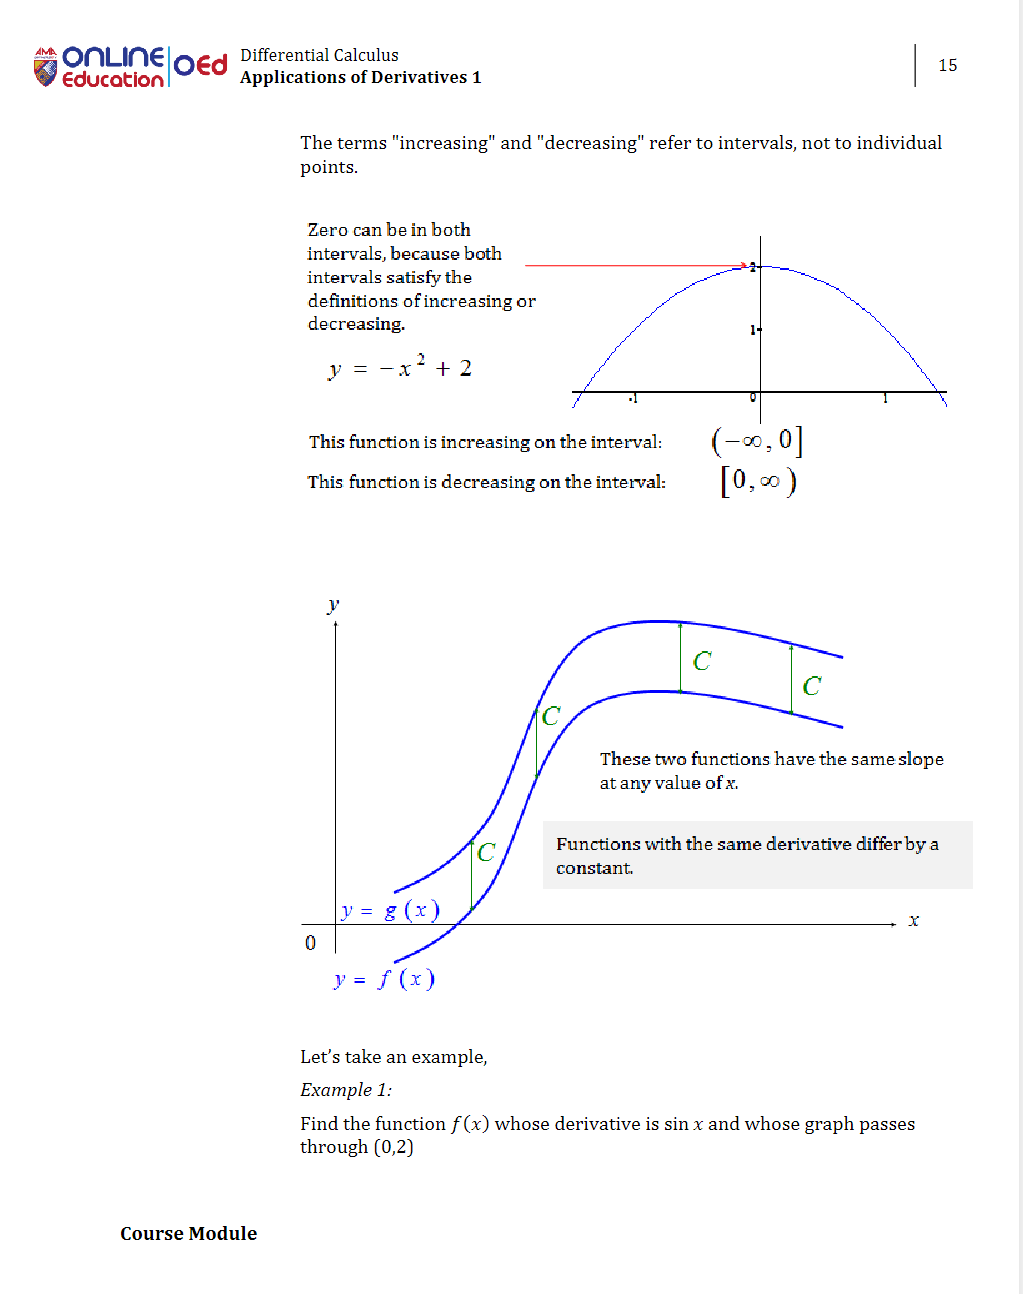 AMA
ONLINE
Education
OEd
Differential Calculus
Applications of Derivatives 1
15
The terms "increasing" and "decreasing" refer to intervals, not to individual
points.
Zero can be in both
intervals, because both
intervals satisfy the
definitions of increasing or
decreasing.
y = −x² + 2
2
1
-1
0
1
This function is increasing on the interval: (−∞, 0]
This function is decreasing on the interval: [0, ∞)
y
C
C
C
These two functions have the same slope
at any value of x.
C
Functions with the same derivative differ by a
constant.
y = g(x)
x
0
y = f(x)
Let’s take an example,
Example 1:
Find the function f(x) whose derivative is sin x and whose graph passes
through (0,2)
Course Module